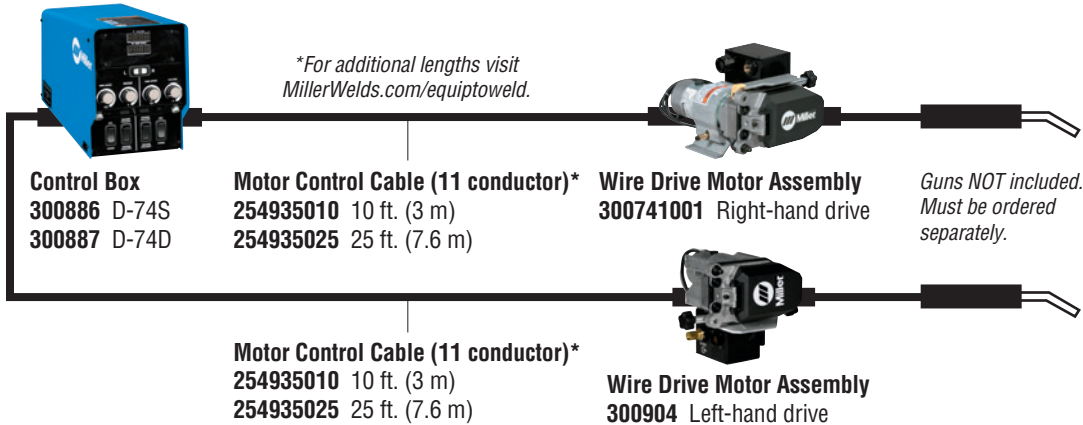 *For additional lengths visit
MillerWelds.com/equiptoweld.
Miller
Miller
Control Box
300886 D-74S
300887 D-74D
Motor Control Cable (11 conductor)*
254935010 10 ft. (3 m)
254935025 25 ft. (7.6 m)
Wire Drive Motor Assembly
300741001 Right-hand drive
Guns NOT included.
Must be ordered
separately.
Miller
Motor Control Cable (11 conductor)*
254935010 10 ft. (3 m)
254935025 25 ft. (7.6 m)
Wire Drive Motor Assembly
300904 Left-hand drive